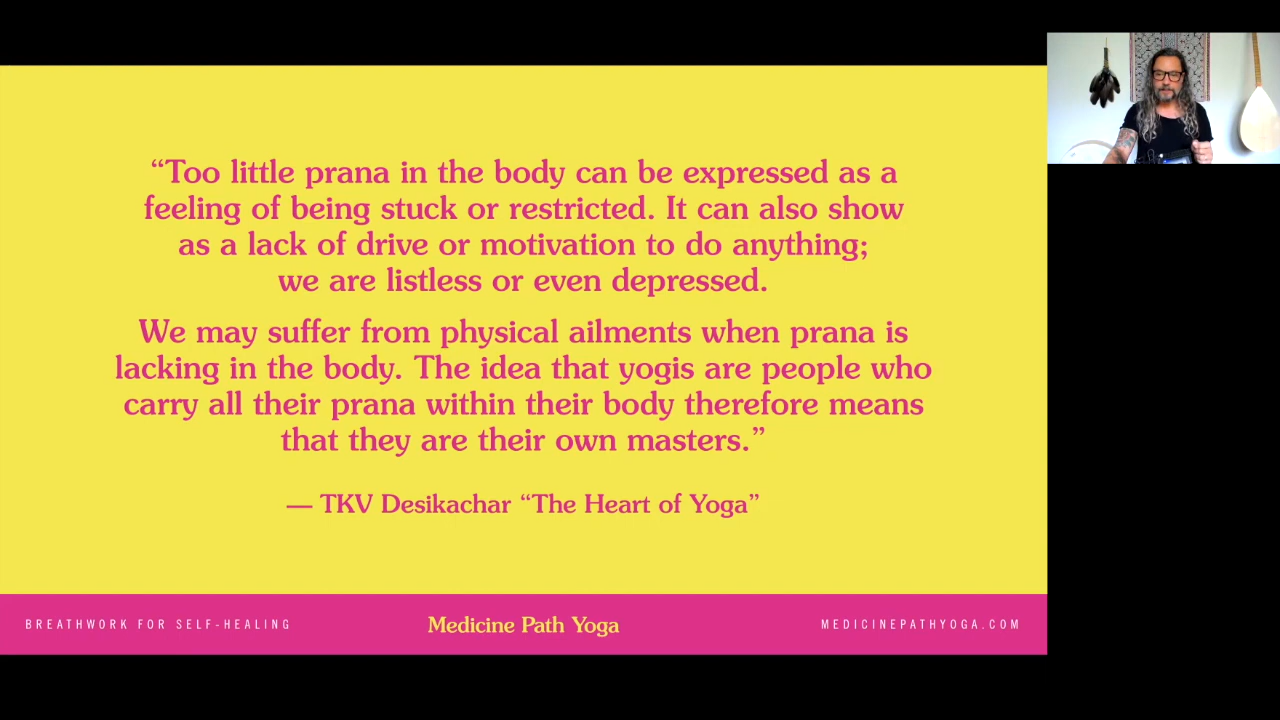 “Too little prana in the body can be expressed as a
feeling of being stuck or restricted. It can also show
as a lack of drive or motivation to do anything;
we are listless or even depressed.
We may suffer from physical ailments when prana is
lacking in the body. The idea that yogis are people who
carry all their prana within their body therefore means
that they are their own masters.”
— TKV Desikachar “The Heart of Yoga”
BREATHWORK FOR SELF-HEALING
Medicine Path Yoga
MEDICINEPATHYOGA.COM